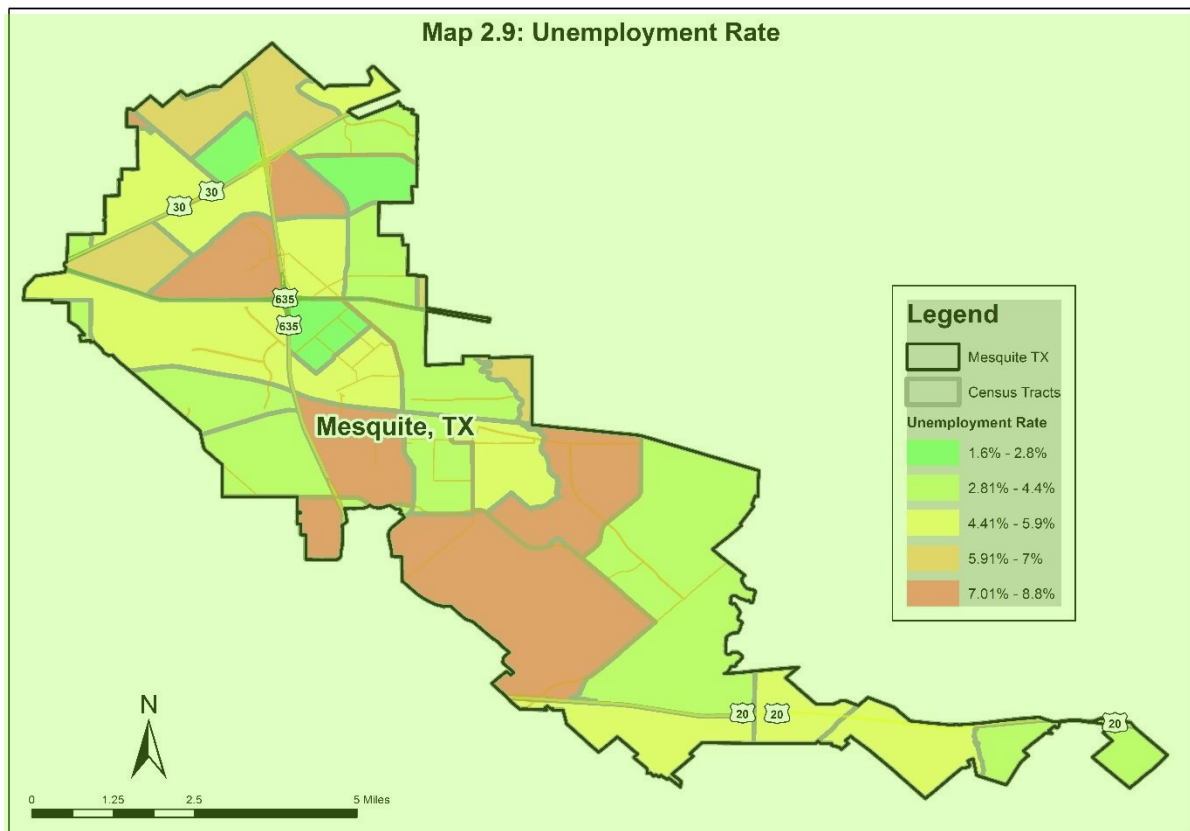 Map 2.9: Unemployment Rate
30
30
635
635
Mesquite, TX
Legend
Mesquite TX
Census Tracts
Unemployment Rate
1.6% - 2.8%
2.81% - 4.4%
4.41% - 5.9%
5.91% - 7%
7.01% - 8.8%
20
20
20
N
0 1.25 2.5 5 Miles